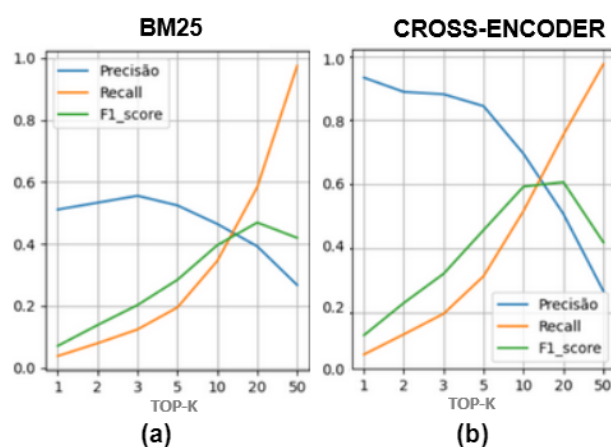 BM25
1.0
0.8
0.6
0.4
0.2
0.0
Precisão
Recall
F1_score
1 2 3 5 10 20 50
TOP-K
(a)
CROSS-ENCODER
1.0
0.8
0.6
0.4
0.2
0.0
Precisão
Recall
F1_score
1 2 3 5 10 20 50
TOP-K
(b)